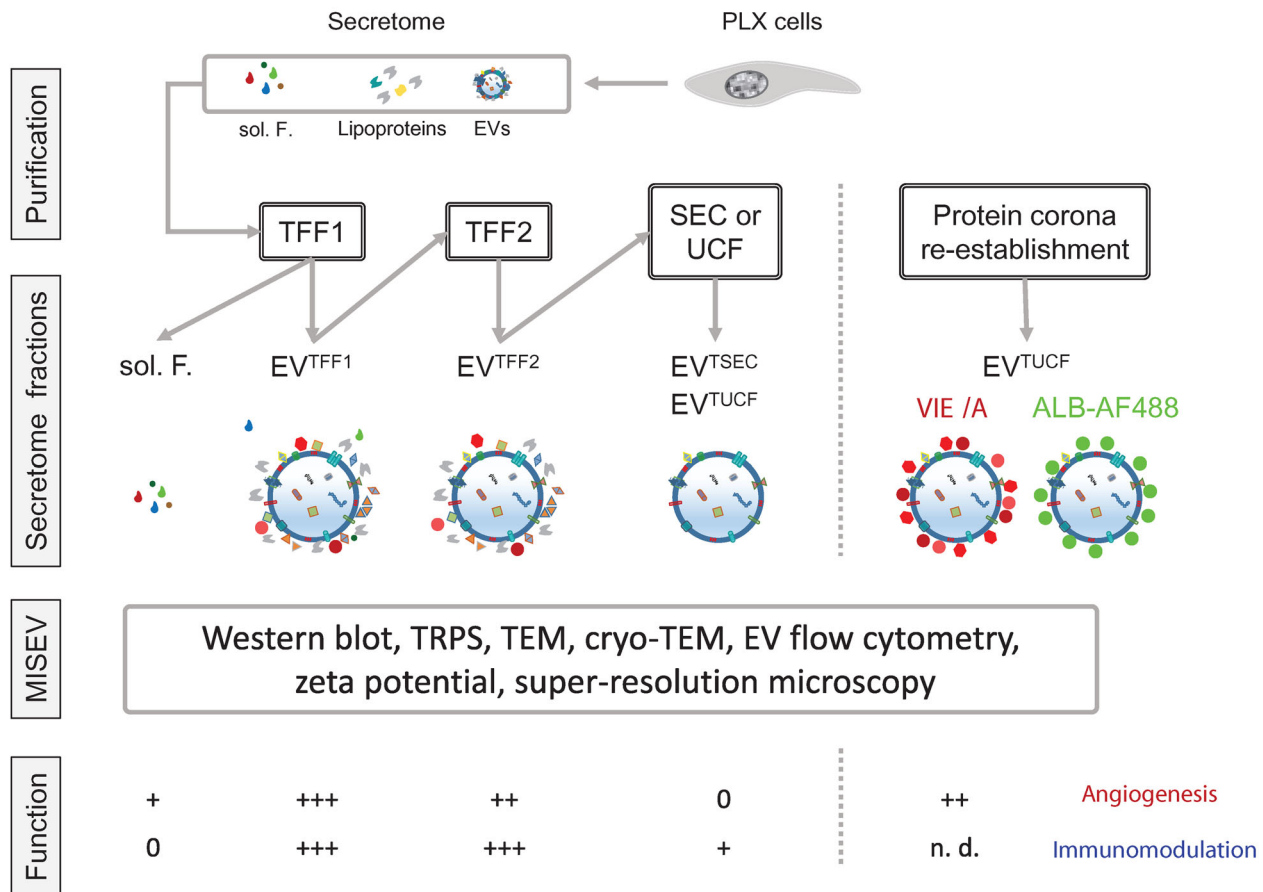 Secretome
PLX cells
Purification
sol. F.
Lipoproteins
EVs
TFF1
TFF2
SEC or
UCF
Protein corona
re-establishment
Secretome fractions
sol. F.
EVTFF1
EVTFF2
EVTSEC
EVTUCF
EVTUCF
VIE /A
ALB-AF488
MISEV
Western blot, TRPS, TEM, cryo-TEM, EV flow cytometry,
zeta potential, super-resolution microscopy
Function
+ +++ ++ 0 ++ Angiogenesis
0 +++ +++ + n. d. Immunomodulation